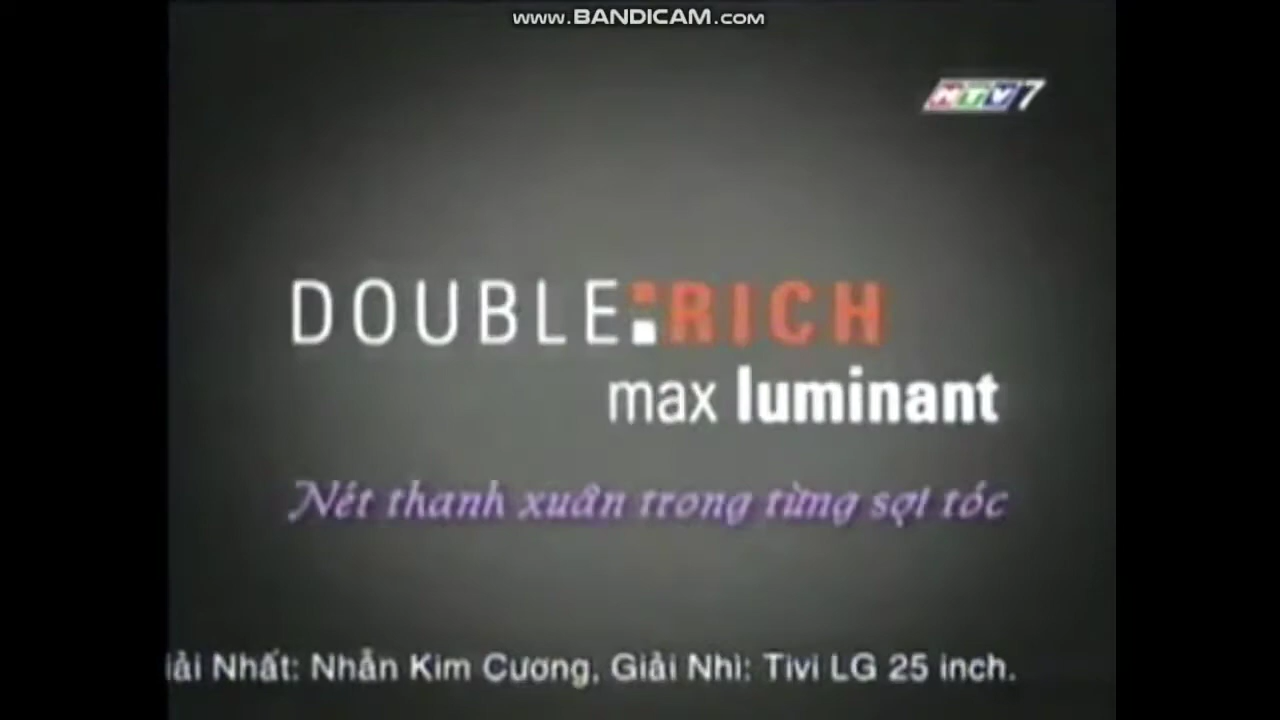 www.BANDICAM.com
HTV7
DOUBLE:RICH
max luminant
Nét thanh xuân trong từng sợi tóc
iải Nhất: Nhẫn Kim Cương, Giải Nhì: Tivi LG 25 inch.